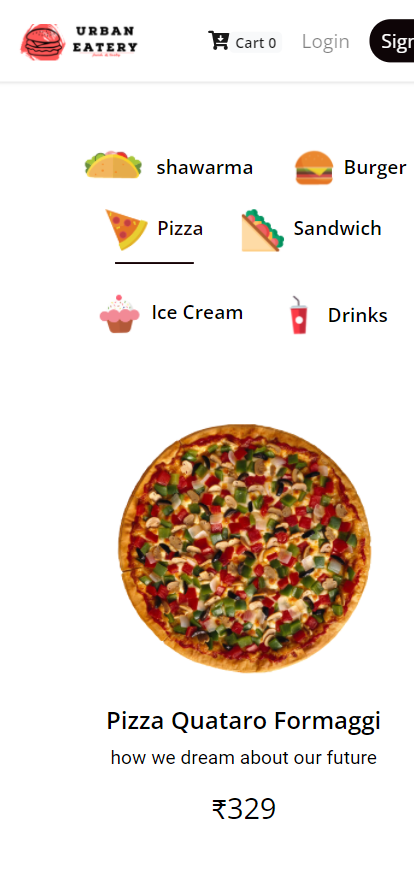 URBAN
EATERY
Cart 0 Login Sign
shawarma Burger
Pizza Sandwich
Ice Cream Drinks
Pizza Quataro Formaggi
how we dream about our future
₹329